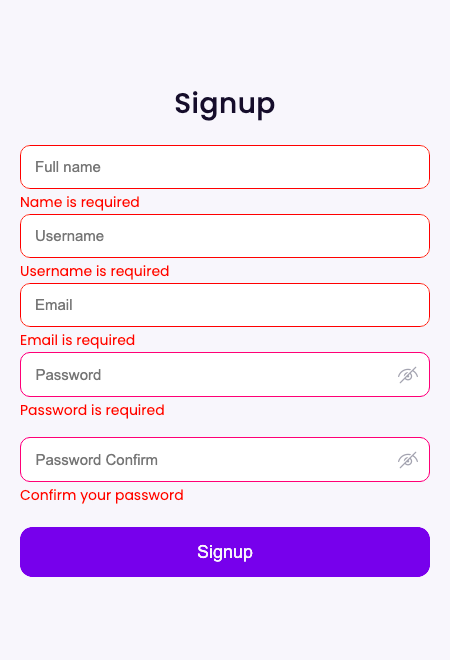 Signup
Full name
Name is required
Username
Username is required
Email
Email is required
Password
Password is required
Password Confirm
Confirm your password
Signup